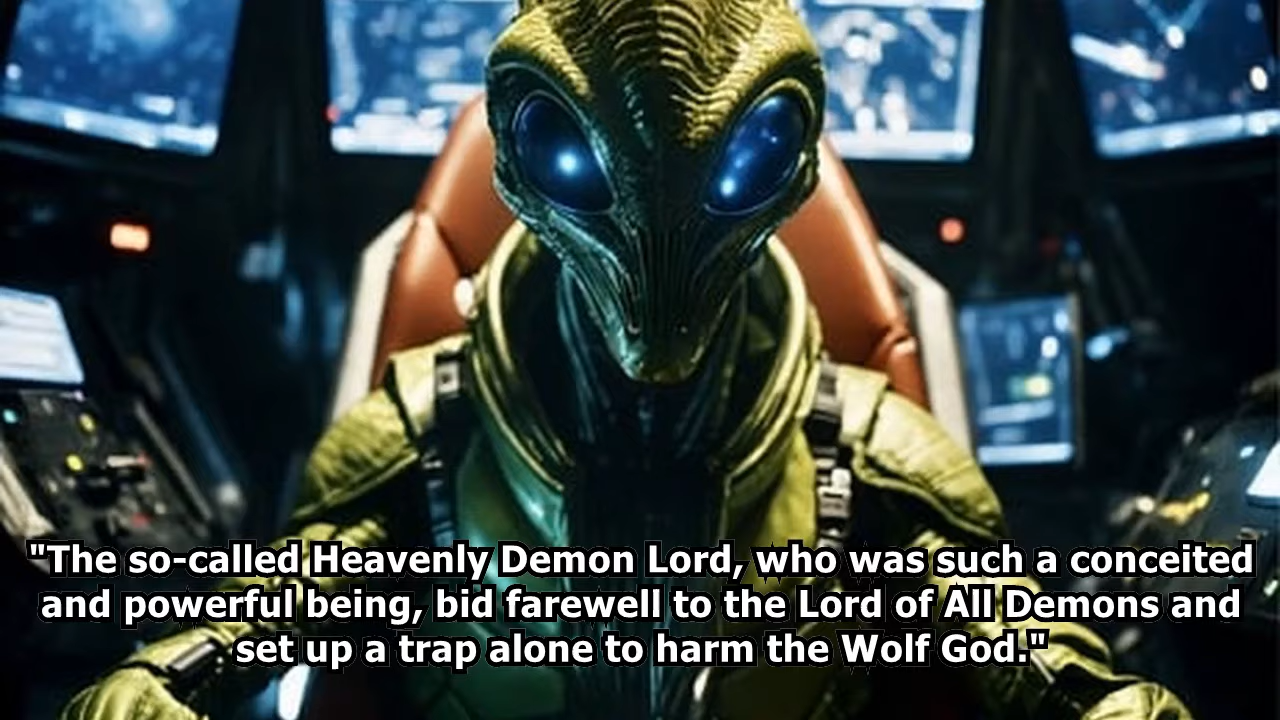 "The so-called Heavenly Demon Lord, who was such a conceited
and powerful being, bid farewell to the Lord of All Demons and
set up a trap alone to harm the Wolf God."